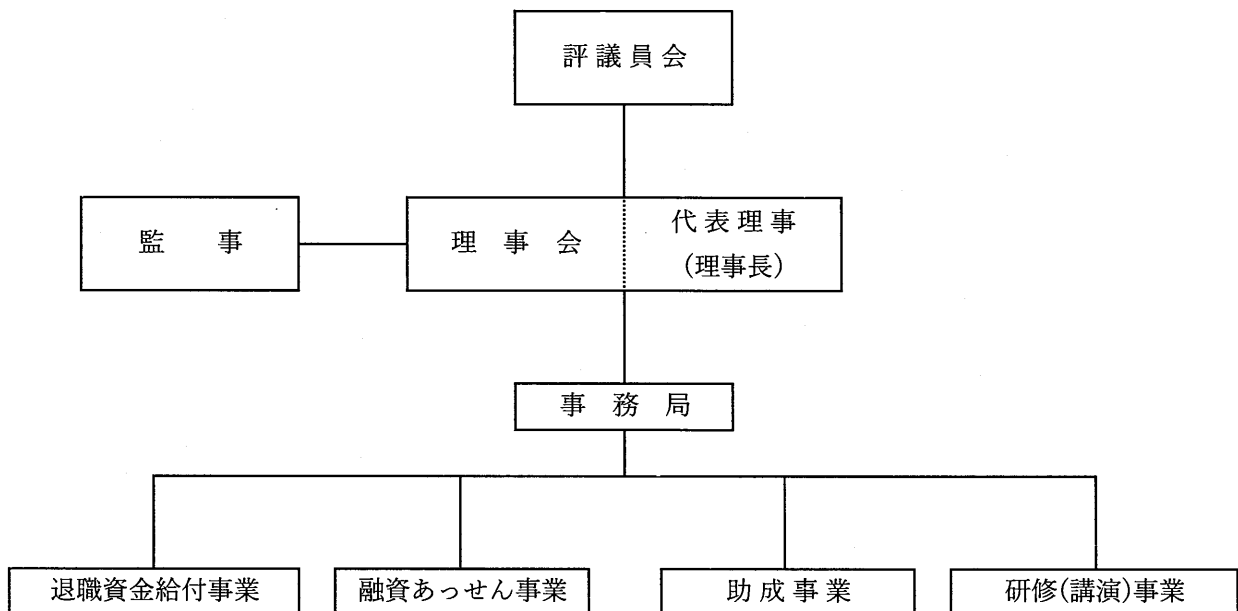 評議員会
監事
理事会
代表理事
(理事長)
事務局
退職資金給付事業
融資あっせん事業
助成事業
研修(講演)事業